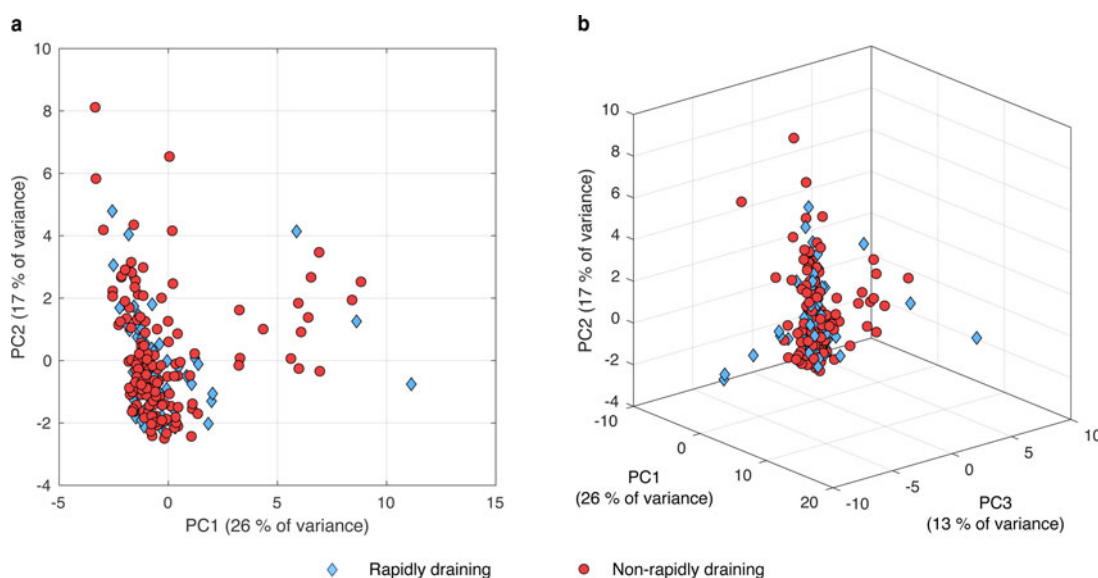 a
10
8
6
4
2
0
-2
-4
-5
0
5
10
15
PC2 (17 % of variance)
PC1 (26 % of variance)
b
10
8
6
4
2
0
-2
-4
PC2 (17 % of variance)
-10
0
10
20
PC1
(26 % of variance)
-10
-5
0
5
10
PC3
(13 % of variance)
Rapidly draining
Non-rapidly draining